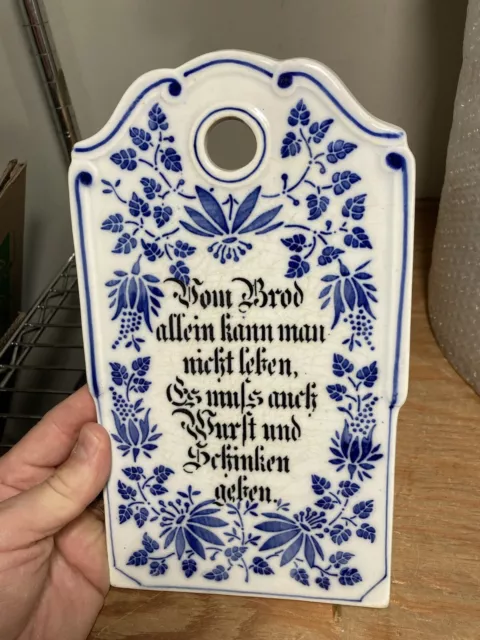 Vom Brod
allein kann man
nicht leben,
Es muſs auch
Wurst und
Schinken
geben.